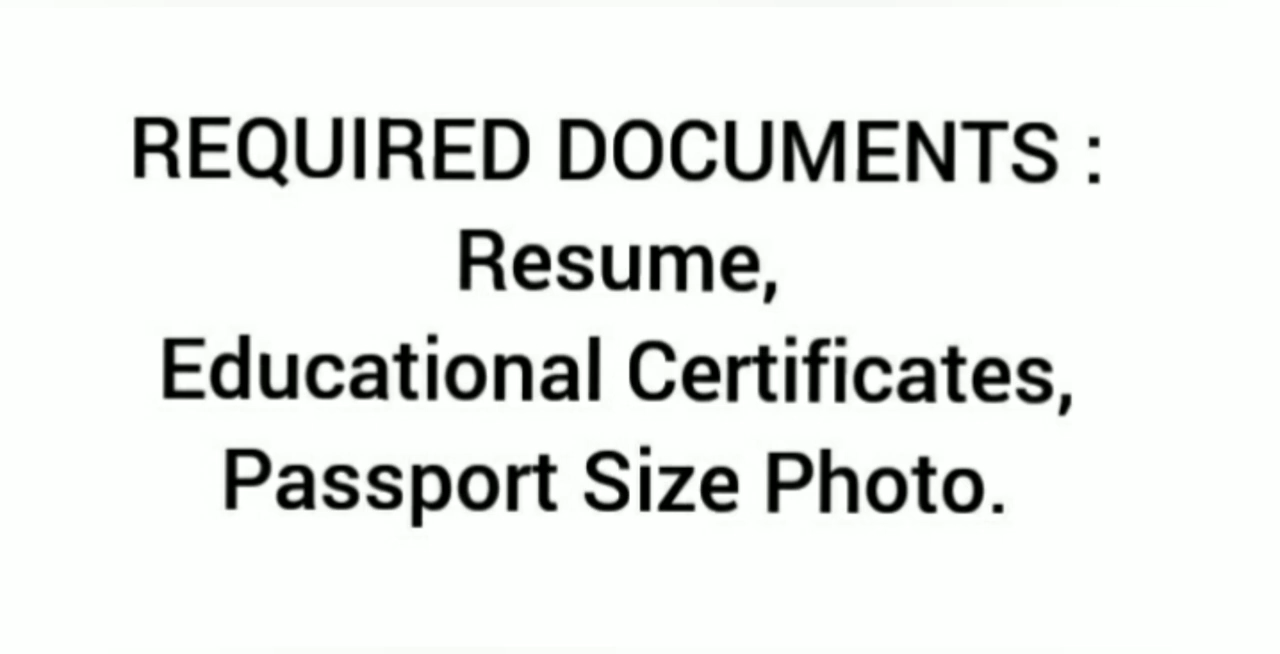 REQUIRED DOCUMENTS :
Resume,
Educational Certificates,
Passport Size Photo.